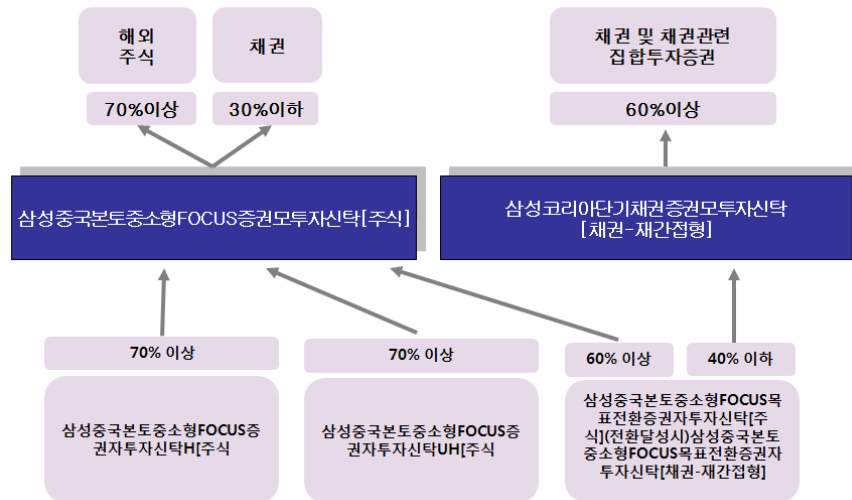 해외
주식
채권
채권 및 채권관련
집합투자증권
70%이상
30%이하
60%이상
삼성중국본토중소형FOCUS증권모투자신탁[주식]
삼성코리아단기채권증권모투자신탁
[채권-재간접형]
70% 이상
70% 이상
60% 이상
40% 이하
삼성중국본토중소형FOCUS증
권자투자신탁H[주식
삼성중국본토중소형FOCUS증
권자투자신탁UH[주식
삼성중국본토중소형FOCUS목
표전환증권자투자신탁[주
식](전환달성시)삼성중국본토
중소형FOCUS목표전환증권자
투자신탁[채권-재간접형]